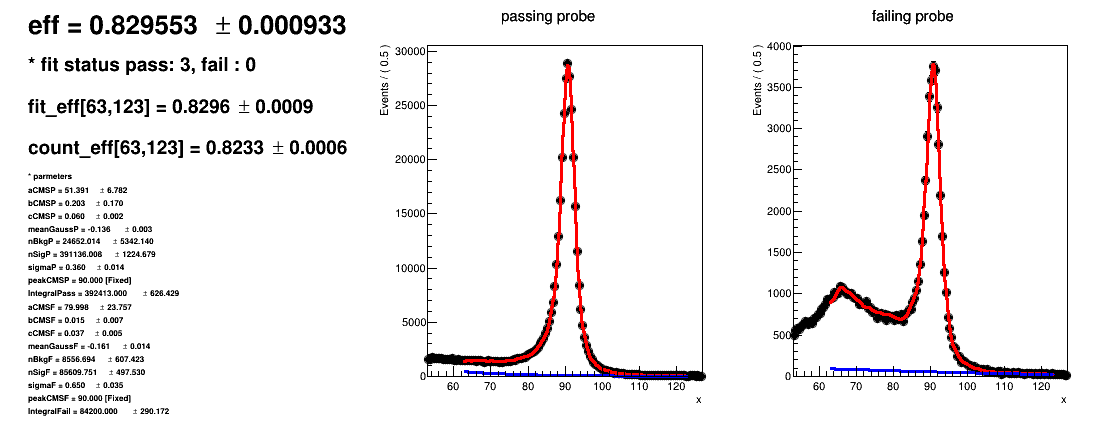 eff = 0.829553 ± 0.000933
* fit status pass: 3, fail : 0
fit_eff[63,123] = 0.8296 ± 0.0009
count_eff[63,123] = 0.8233 ± 0.0006
* parmeters
aCMSP = 51.391 ± 6.782
bCMSP = 0.203 ± 0.170
cCMSP = 0.060 ± 0.002
meanGaussP = -0.136 ± 0.003
nBkgP = 24652.014 ± 5342.140
nSigP = 391136.008 ± 1224.679
sigmaP = 0.360 ± 0.014
peakCMSP = 90.000 [Fixed]
IntegralPass = 392413.000 ± 626.429
aCMSF = 79.998 ± 23.757
bCMSF = 0.015 ± 0.007
cCMSF = 0.037 ± 0.005
meanGaussF = -0.161 ± 0.014
nBkgF = 8556.694 ± 607.423
nSigF = 85609.751 ± 497.530
sigmaF = 0.650 ± 0.035
peakCMSF = 90.000 [Fixed]
IntegralFail = 84200.000 ± 290.172
passing probe
Events / ( 0.5 )
30000
25000
20000
15000
10000
5000
0
60 70 80 90 100 110 120
x
failing probe
Events / ( 0.5 )
4000
3500
3000
2500
2000
1500
1000
500
0
60 70 80 90 100 110 120
x